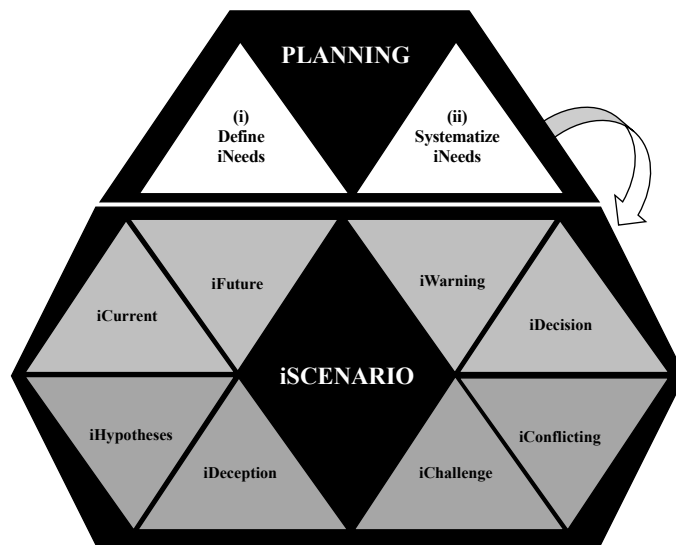 PLANNING
(i)
Define
iNeeds
(ii)
Systematize
iNeeds
iFuture
iWarning
iCurrent
iDecision
iSCENARIO
iHypotheses
iConflicting
iDeception
iChallenge